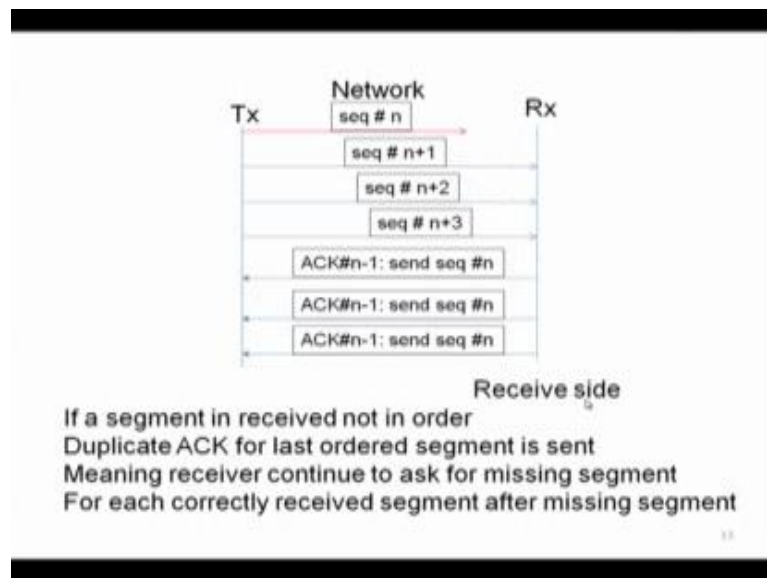 Network
Tx
Rx
seq # n
seq # n+1
seq # n+2
seq # n+3
ACK#n-1: send seq #n
ACK#n-1: send seq #n
ACK#n-1: send seq #n
Receive side
If a segment in received not in order
Duplicate ACK for last ordered segment is sent
Meaning receiver continue to ask for missing segment
For each correctly received segment after missing segment